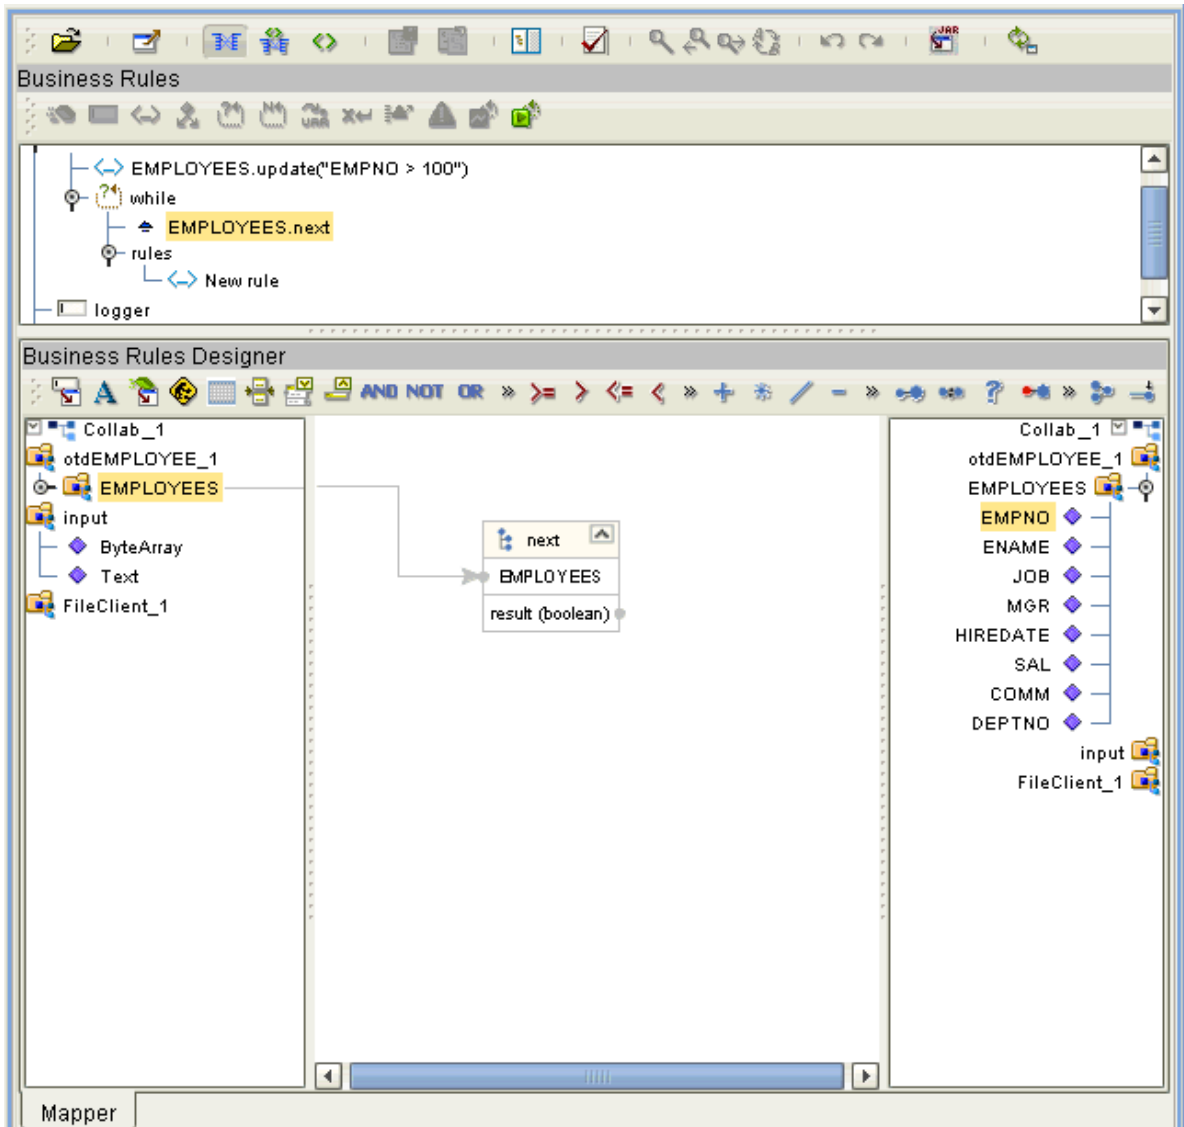 JAR
Business Rules
JAR
EMPLOYEES.update("EMPNO > 100")
while
EMPLOYEES.next
rules
New rule
logger
Business Rules Designer
A AND NOT OR » >= > <= < » + / - » ? » 
Collab_1
otdEMPLOYEE_1
EMPLOYEES
input
ByteArray
Text
FileClient_1
next
EMPLOYEES
result (boolean)
Collab_1
otdEMPLOYEE_1
EMPLOYEES
EMPNO
ENAME
JOB
MGR
HIREDATE
SAL
COMM
DEPTNO
input
FileClient_1
Mapper